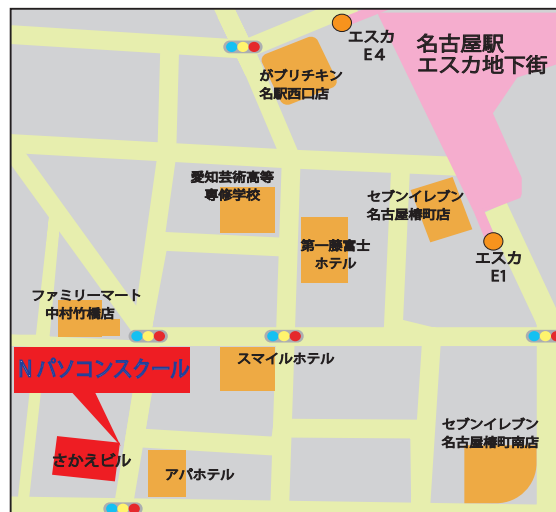 エスカ
E4
名古屋駅
エスカ地下街
がブリチキン
名駅西口店
愛知芸術高等
専修学校
セブンイレブン
名古屋椿町店
第一藤富士
ホテル
エスカ
E1
ファミリーマート
中村竹橋店
スマイルホテル
Nパソコンスクール
セブンイレブン
名古屋椿町南店
さかえビル
アパホテル